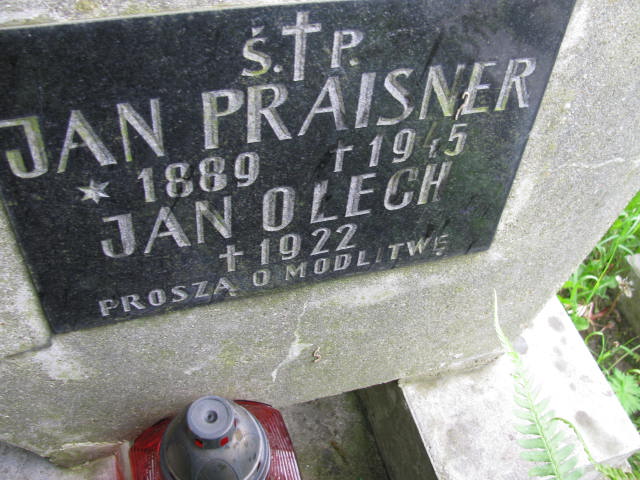 Ś. † P.
JAN PRAISNER
* 1889 † 1945
JAN OLECH
† 1922
PROSZĄ O MODLITWĘ